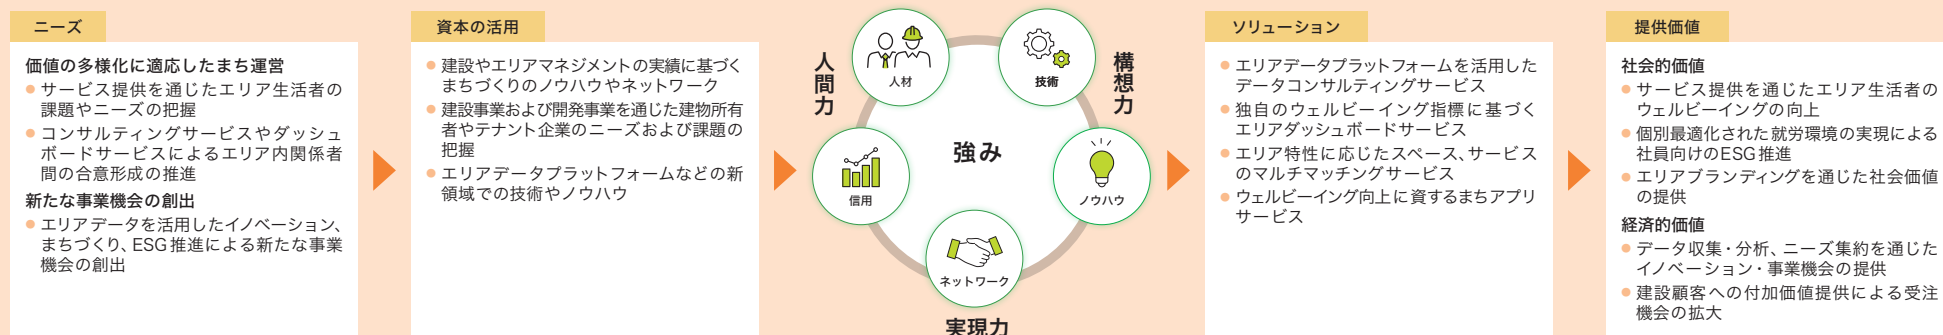 ニーズ
価値の多様化に適応したまち運営
● サービス提供を通じたエリア生活者の
課題やニーズの把握
● コンサルティングサービスやダッシュ
ボードサービスによるエリア内関係者
間の合意形成の推進
新たな事業機会の創出
● エリアデータを活用したイノベーション、
まちづくり、ESG推進による新たな事業
機会の創出
資本の活用
● 建設やエリアマネジメントの実績に基づく
まちづくりのノウハウやネットワーク
● 建設事業および開発事業を通じた建物所有
者やテナント企業のニーズおよび課題の
把握
● エリアデータプラットフォームなどの新
領域での技術やノウハウ
人間力
人材
技術
構想力
強み
信用
ノウハウ
ネットワーク
実現力
ソリューション
● エリアデータプラットフォームを活用した
データコンサルティングサービス
● 独自のウェルビーイング指標に基づく
エリアダッシュボードサービス
● エリア特性に応じたスペース、サービス
のマルチマッチングサービス
● ウェルビーイング向上に資するまちアプリ
サービス
提供価値
社会的価値
● サービス提供を通じたエリア生活者の
ウェルビーイングの向上
● 個別最適化された就労環境の実現による
社員向けのESG推進
● エリアブランディングを通じた社会価値
の提供
経済的価値
● データ収集・分析、ニーズ集約を通じた
イノベーション・事業機会の提供
● 建設顧客への付加価値提供による受注
機会の拡大